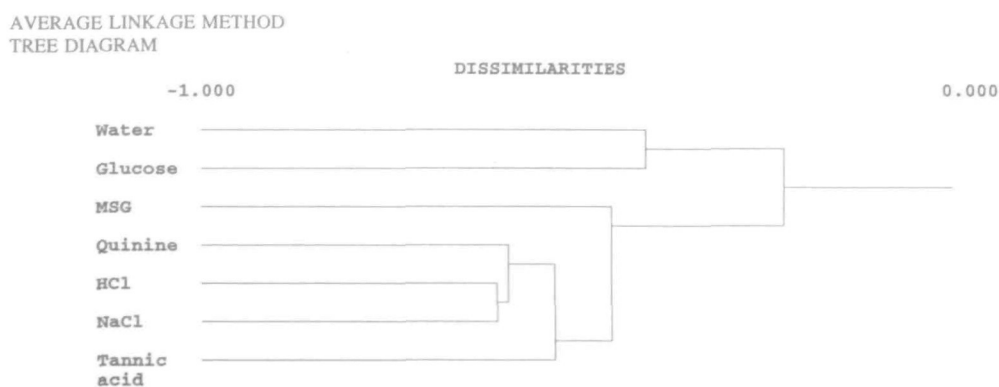 AVERAGE LINKAGE METHOD
TREE DIAGRAM
DISSIMILARITIES
-1.000 0.000
Water
Glucose
MSG
Quinine
HCl
NaCl
Tannic
acid